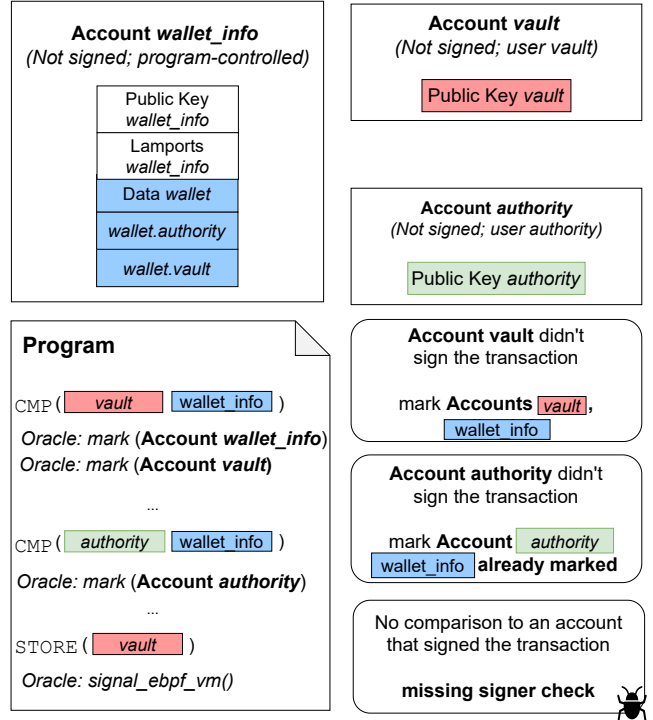 Account wallet_info
(Not signed; program-controlled)
Public Key
wallet_info
Lamports
wallet_info
Data wallet
wallet.authority
wallet.vault
Account vault
(Not signed; user vault)
Public Key vault
Account authority
(Not signed; user authority)
Public Key authority
Program
CMP( vault wallet_info )
Oracle: mark (Account wallet_info)
Oracle: mark (Account vault)
...
CMP( authority wallet_info )
Oracle: mark (Account authority)
...
STORE( vault )
Oracle: signal_ebpf_vm()
Account vault didn't
sign the transaction
mark Accounts vault,
wallet_info
Account authority didn't
sign the transaction
mark Account authority
wallet_info already marked
No comparison to an account
that signed the transaction
missing signer check